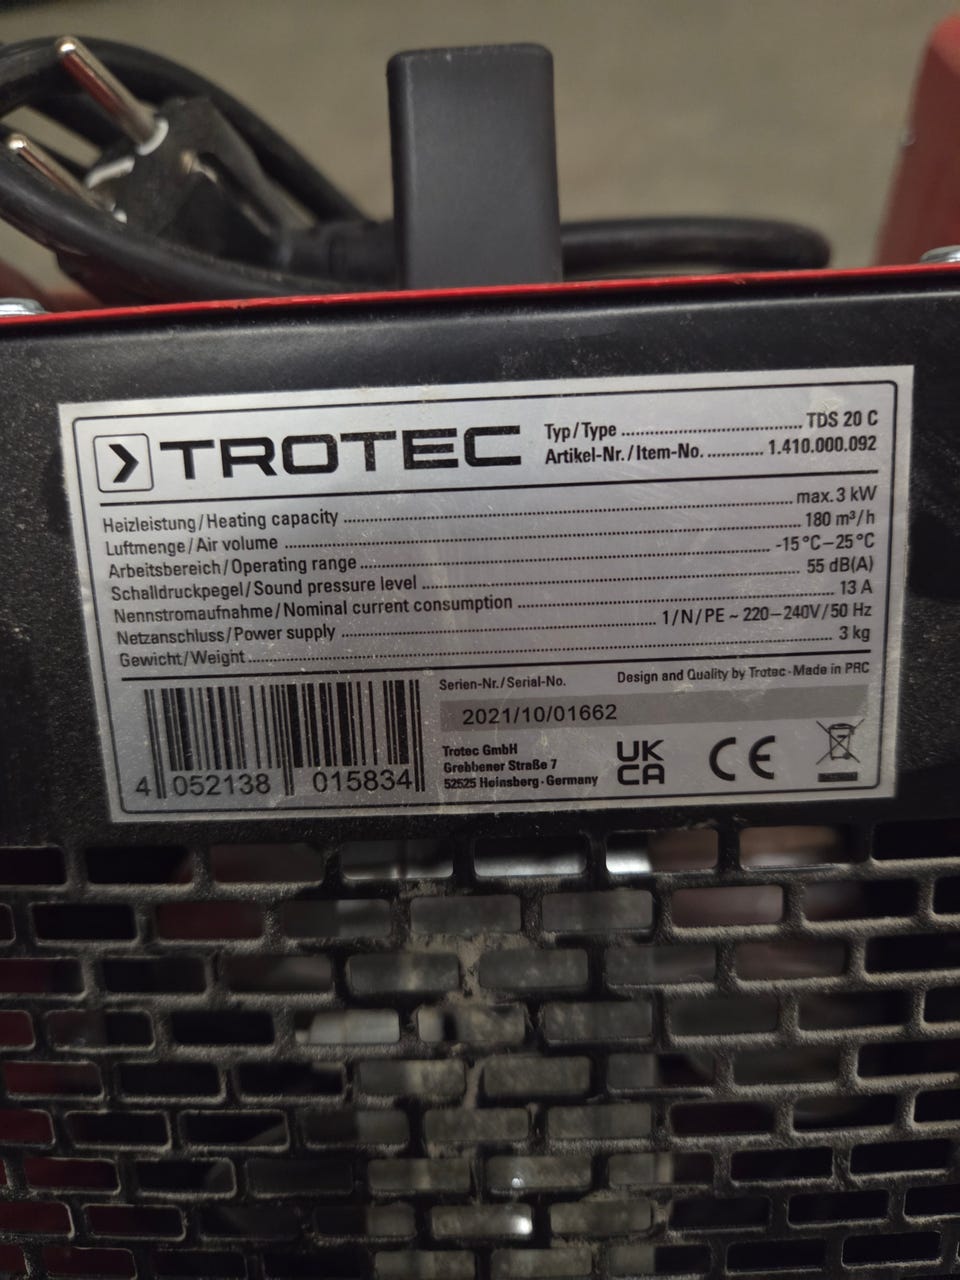 TROTEC
Typ/Type ........................ TDS 20 C
Artikel-Nr./Item-No. ............ 1.410.000.092
Heizleistung/Heating capacity ........................ max. 3 kW
Luftmenge/Air volume ........................ 180 m³/h
Arbeitsbereich/Operating range ........................ -15°C–25°C
Schalldruckpegel/Sound pressure level ........................ 55 dB(A)
Nennstromaufnahme/Nominal current consumption ........................ 13 A
Netzanschluss/Power supply ........................ 1/N/PE ~ 220–240V/50 Hz
Gewicht/Weight ........................ 3 kg
Serien-Nr./Serial-No. Design and Quality by Trotec · Made in PRC
2021/10/01662
Trotec GmbH
Grebbener Straße 7
52525 Heinsberg · Germany
UK
CA
CE
4 052138 015834